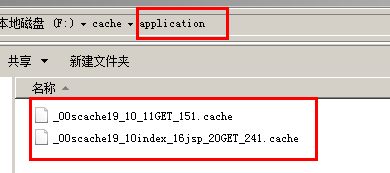 本地磁盘 (F:) ▸ cache ▸ application
共享 新建文件夹
名称
_00scache19_10_11GET_151.cache
_00scache19_10index_16jsp_20GET_241.cache